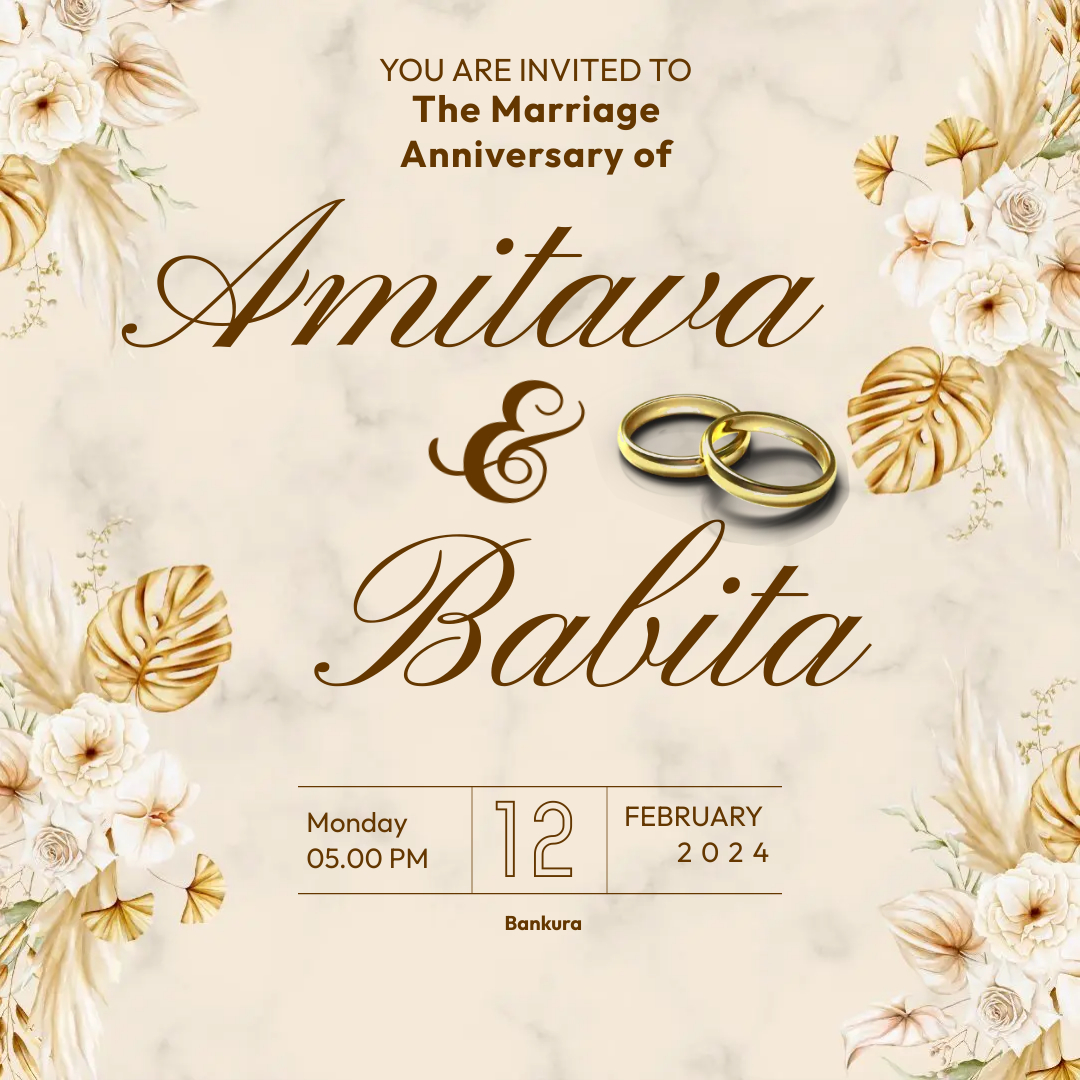 YOU ARE INVITED TO
The Marriage
Anniversary of
Amitava
&
Babita
Monday
05.00 PM
12
FEBRUARY
2024
Bankura